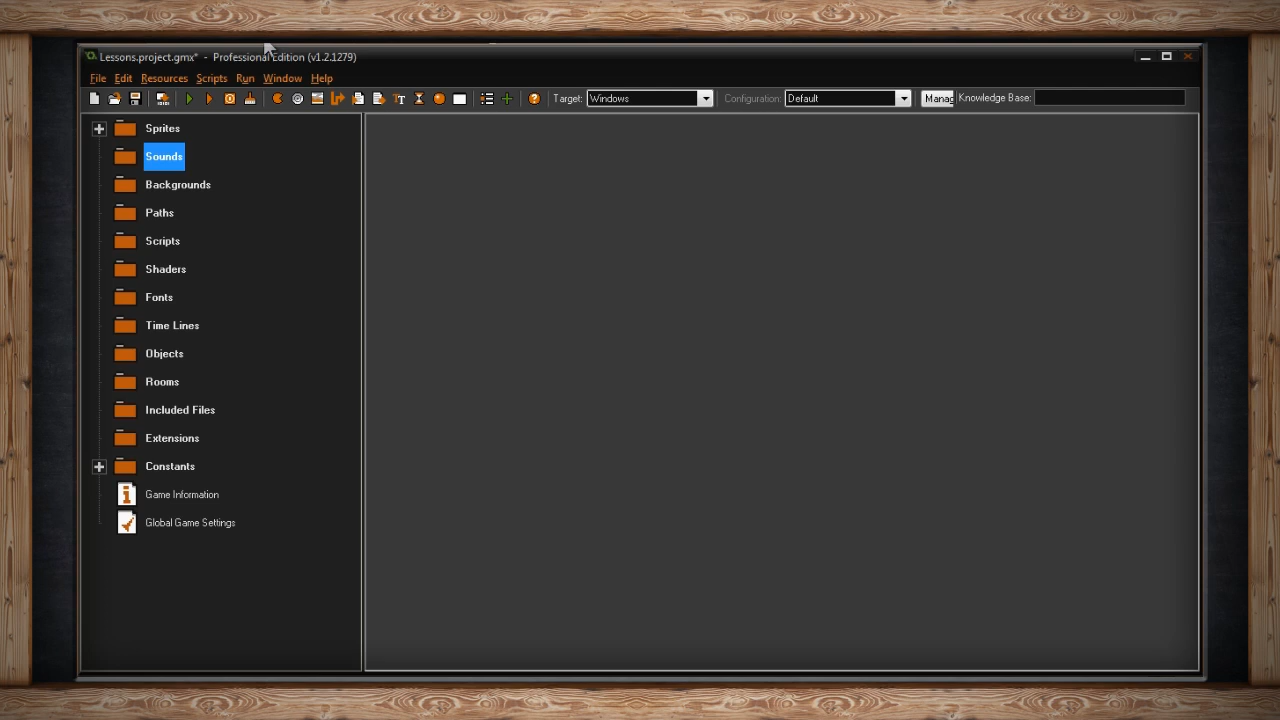 Lessons.project.gmx* - Professional Edition (v1.2.1279)
File Edit Resources Scripts Run Window Help
Target: Windows Configuration: Default Manag Knowledge Base:
Sprites
Sounds
Backgrounds
Paths
Scripts
Shaders
Fonts
Time Lines
Objects
Rooms
Included Files
Extensions
Constants
Game Information
Global Game Settings